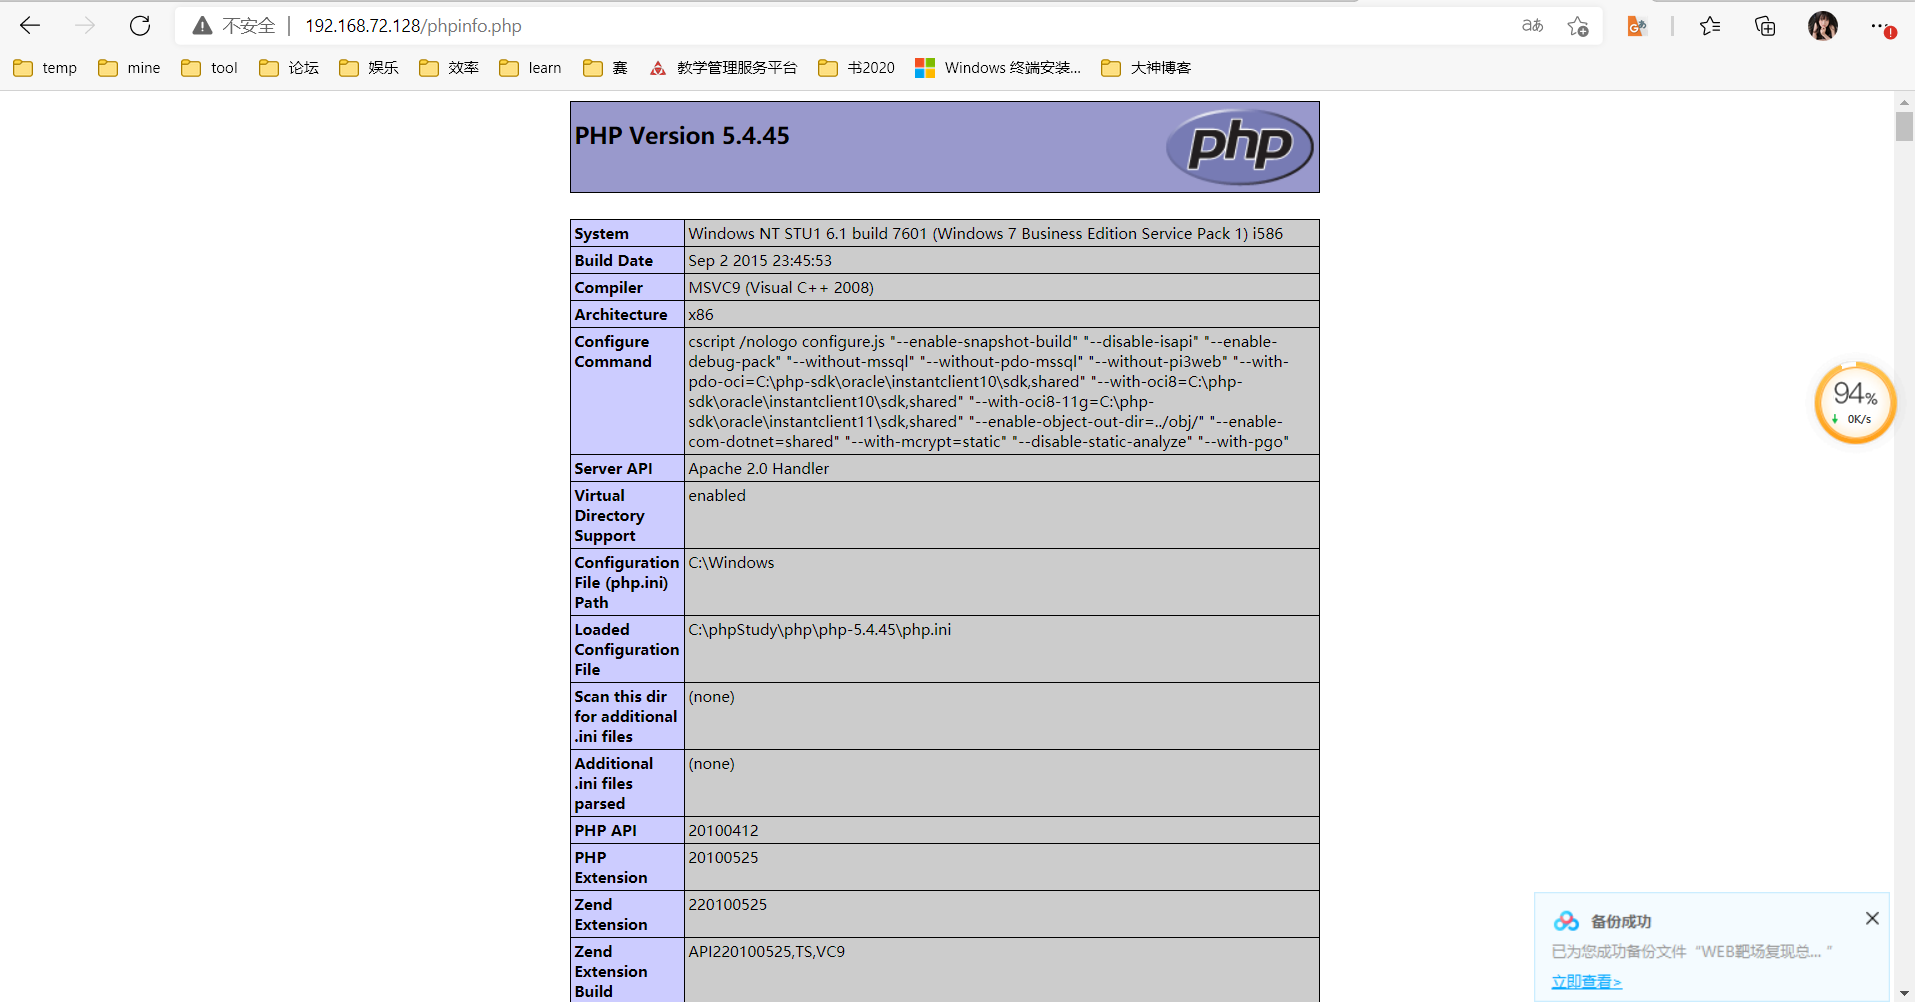 不安全 | 192.168.72.128/phpinfo.php
temp mine tool 论坛 娱乐 效率 learn 赛 教学管理服务平台 书2020 Windows 终端安装... 大神博客
PHP Version 5.4.45
php
System Windows NT STU1 6.1 build 7601 (Windows 7 Business Edition Service Pack 1) i586
Build Date Sep 2 2015 23:45:53
Compiler MSVC9 (Visual C++ 2008)
Architecture x86
Configure Command
cscript /nologo configure.js "--enable-snapshot-build" "--disable-isapi" "--enable-
debug-pack" "--without-mssql" "--without-pdo-mssql" "--without-pi3web" "--with-
pdo-oci=C:\php-sdk\oracle\instantclient10\sdk,shared" "--with-oci8=C:\php-
sdk\oracle\instantclient10\sdk,shared" "--with-oci8-11g=C:\php-
sdk\oracle\instantclient11\sdk,shared" "--enable-object-out-dir=../obj/" "--enable-
com-dotnet=shared" "--with-mcrypt=static" "--disable-static-analyze" "--with-pgo"
Server API Apache 2.0 Handler
Virtual
Directory
Support
enabled
Configuration
File (php.ini)
Path
C:\Windows
Loaded
Configuration
File
C:\phpStudy\php\php-5.4.45\php.ini
Scan this dir
for additional
.ini files
(none)
Additional
.ini files
parsed
(none)
PHP API 20100412
PHP
Extension
20100525
Zend
Extension
220100525
Zend
Extension
Build
API220100525,TS,VC9
94%
0K/s
备份成功
已为您成功备份文件“WEB靶场复现总...”
立即查看>